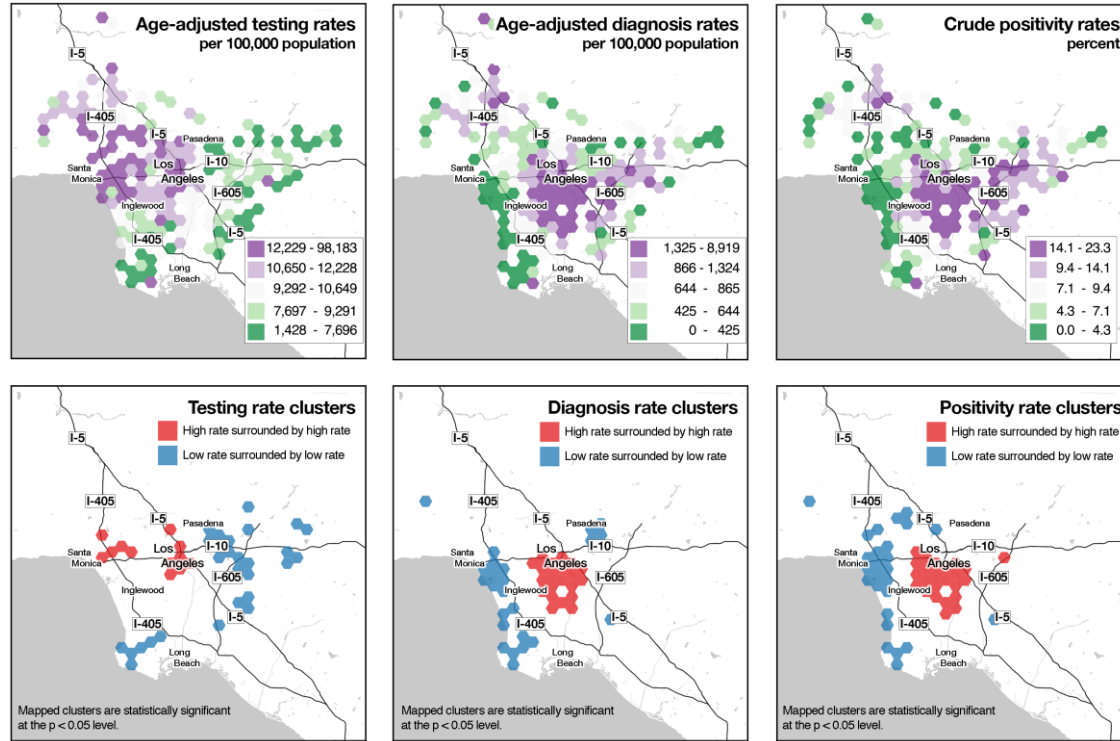 Age-adjusted testing rates
per 100,000 population
I-5
I-405
I-5
Pasadena
I-10
Santa
Monica
Los
Angeles
I-605
Inglewood
I-405
I-5
Long
Beach
12,229 - 98,183
10,650 - 12,228
9,292 - 10,649
7,697 - 9,291
1,428 - 7,696
Age-adjusted diagnosis rates
per 100,000 population
I-5
I-405
I-5
Pasadena
I-10
Santa
Monica
Los
Angeles
I-605
Inglewood
I-405
I-5
Long
Beach
1,325 - 8,919
866 - 1,324
644 - 865
425 - 644
0 - 425
Crude positivity rates
percent
I-5
I-405
I-5
Pasadena
I-10
Santa
Monica
Los
Angeles
I-605
Inglewood
I-405
I-5
Long
Beach
14.1 - 23.3
9.4 - 14.1
7.1 - 9.4
4.3 - 7.1
0.0 - 4.3
Testing rate clusters
High rate surrounded by high rate
Low rate surrounded by low rate
I-5
I-405
I-5
Pasadena
I-10
Santa
Monica
Los
Angeles
I-605
Inglewood
I-405
I-5
Long
Beach
Mapped clusters are statistically significant
at the p < 0.05 level.
Diagnosis rate clusters
High rate surrounded by high rate
Low rate surrounded by low rate
I-5
I-405
I-5
Pasadena
I-10
Santa
Monica
Los
Angeles
I-605
Inglewood
I-405
I-5
Long
Beach
Mapped clusters are statistically significant
at the p < 0.05 level.
Positivity rate clusters
High rate surrounded by high rate
Low rate surrounded by low rate
I-5
I-405
I-5
Pasadena
I-10
Santa
Monica
Los
Angeles
I-605
Inglewood
I-405
I-5
Long
Beach
Mapped clusters are statistically significant
at the p < 0.05 level.